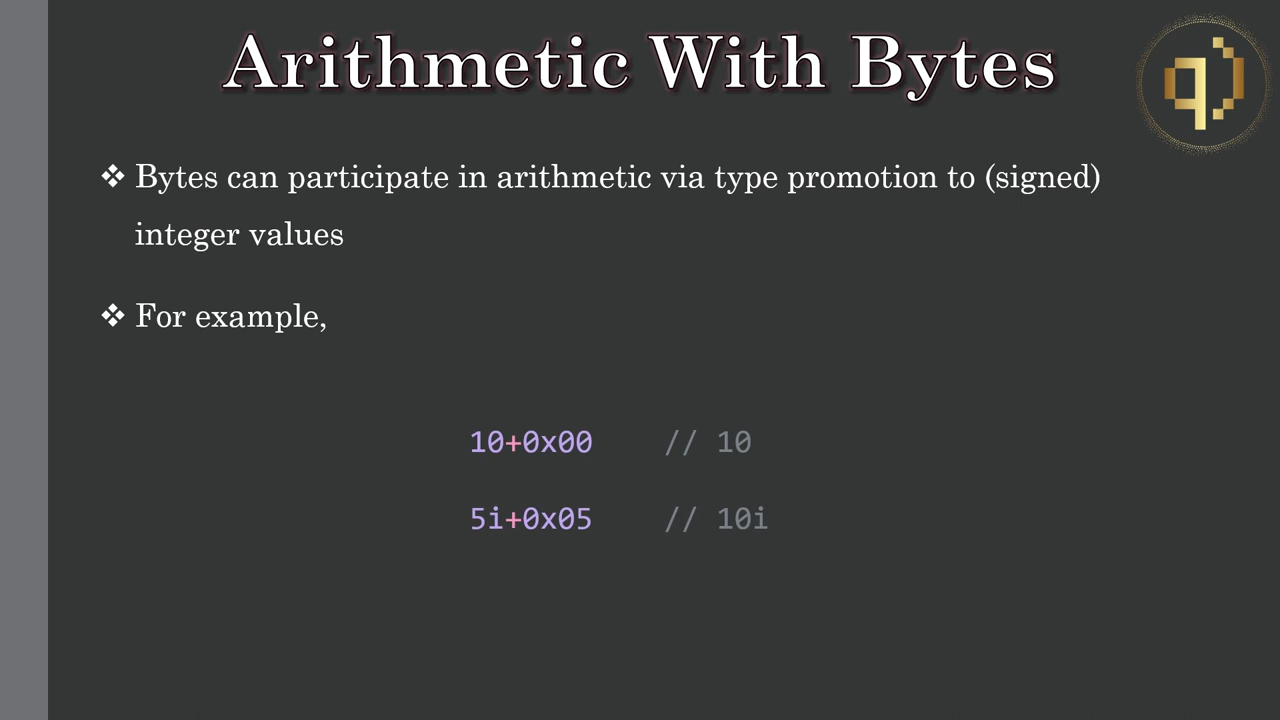 Arithmetic With Bytes
❖ Bytes can participate in arithmetic via type promotion to (signed)
integer values
❖ For example,
10+0x00    // 10
5i+0x05    // 10i